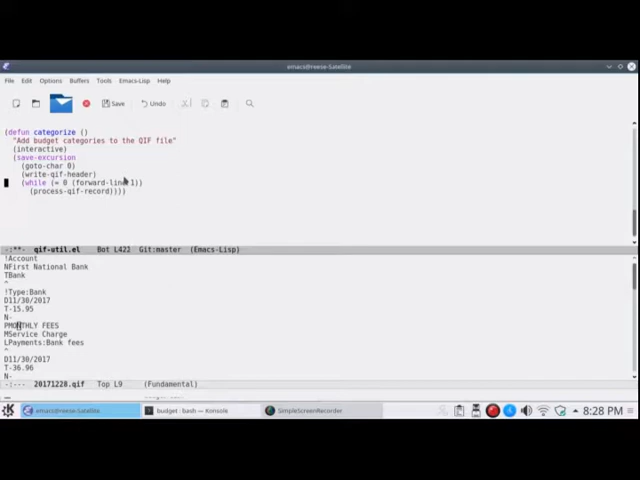 emacs@reese-Satellite
File Edit Options Buffers Tools Emacs-Lisp Help
Save Undo
(defun categorize ()
"Add budget categories to the QIF file"
(interactive)
(save-excursion
(goto-char 0)
(write-qif-header)
(while (= 0 (forward-line 1))
(process-qif-record))))
-:**- qif-util.el Bot L422 Git:master (Emacs-Lisp)
!Account
NFirst National Bank
TBank
^
!Type:Bank
D11/30/2017
T-15.95
N-
PMONTHLY FEES
MService Charge
LPayments:Bank fees
^
D11/30/2017
T-36.96
N-
-:--- 20171228.qif Top L9 (Fundamental)
emacs@reese-Satellite budget : bash — Konsole SimpleScreenRecorder 8:28 PM